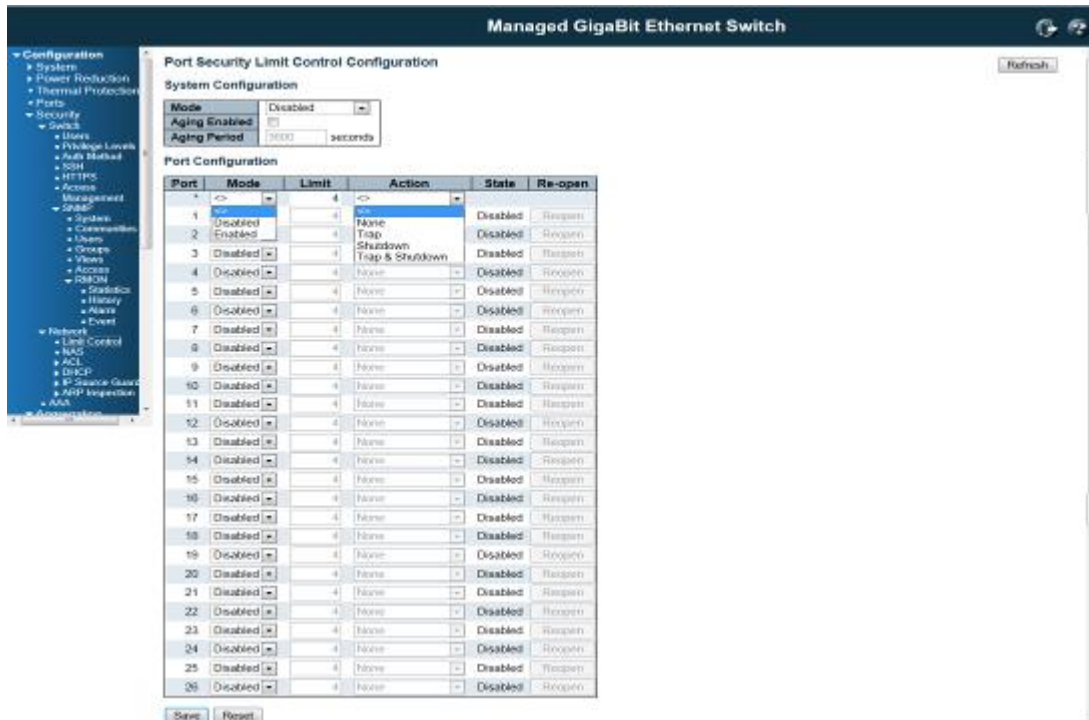 Managed GigaBit Ethernet Switch
Configuration
System
Power Reduction
Thermal Protection
Ports
Security
Switch
Users
Privilege Levels
Auth Method
SSH
HTTPS
Access
Management
SNMP
System
Communities
Users
Groups
Views
Access
RMON
Statistics
History
Alarm
Event
Network
Limit Control
NAS
ACL
DHCP
IP Source Guard
ARP Inspection
AAA
Aggregation
Port Security Limit Control Configuration
Refresh
System Configuration
Mode Disabled
Aging Enabled
Aging Period 3600 seconds
Port Configuration
Port Mode Limit Action State Re-open
* <> 4 <>
<> <>
1 Disabled 4 None Disabled Reopen
2 Enabled 4 Trap Disabled Reopen
Shutdown
3 Disabled 4 Trap & Shutdown Disabled Reopen
4 Disabled 4 None Disabled Reopen
5 Disabled 4 None Disabled Reopen
6 Disabled 4 None Disabled Reopen
7 Disabled 4 None Disabled Reopen
8 Disabled 4 None Disabled Reopen
9 Disabled 4 None Disabled Reopen
10 Disabled 4 None Disabled Reopen
11 Disabled 4 None Disabled Reopen
12 Disabled 4 None Disabled Reopen
13 Disabled 4 None Disabled Reopen
14 Disabled 4 None Disabled Reopen
15 Disabled 4 None Disabled Reopen
16 Disabled 4 None Disabled Reopen
17 Disabled 4 None Disabled Reopen
18 Disabled 4 None Disabled Reopen
19 Disabled 4 None Disabled Reopen
20 Disabled 4 None Disabled Reopen
21 Disabled 4 None Disabled Reopen
22 Disabled 4 None Disabled Reopen
23 Disabled 4 None Disabled Reopen
24 Disabled 4 None Disabled Reopen
25 Disabled 4 None Disabled Reopen
26 Disabled 4 None Disabled Reopen
Save Reset